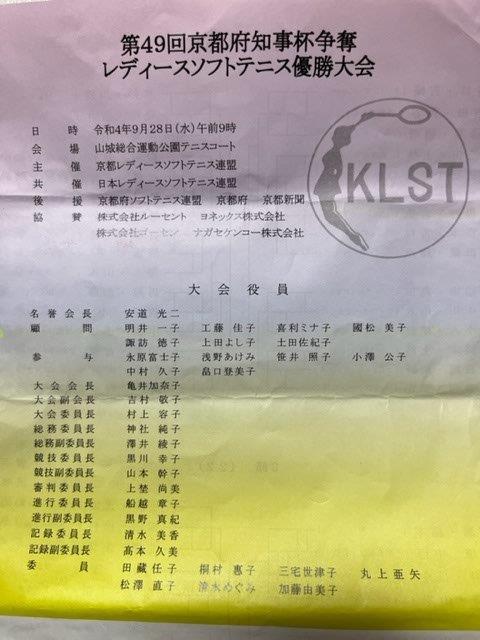 第49回京都府知事杯争奪
レディースソフトテニス優勝大会
KLST
日 時 令和4年9月28日(水)午前9時
会 場 山城総合運動公園テニスコート
主 催 京都レディースソフトテニス連盟
共 催 日本レディースソフトテニス連盟
後 援 京都府ソフトテニス連盟 京都府 京都新聞
協 賛 株式会社ルーセント ヨネックス株式会社
株式会社ゴーセン ナガセケンコー株式会社
大会役員
名誉会長 安道 光二
顧 問 明井 一子 工藤 佳子 喜利ミナ子 國松 美子
諏訪 徳子 上田よし子 土田佐紀子
参 与 永原富士子 浅野あけみ 笹井 照子 小澤 公子
中村 久子 畠口登美子
大会会長 亀井加奈子
大会副会長 吉村 敬子
大会委員長 村上 容子
総務委員長 神社 純子
総務副委員長 澤井 綾子
競技委員長 黒川 幸子
競技副委員長 山本 幹子
審判委員長 上埜 尚美
進行委員長 船越 章子
進行副委員長 黒野 真紀
記録委員長 清水 美香
記録副委員長 髙本 久美
委 員 田蔵 任子 桐村 惠子 三宅世津子 丸上 亜矢
松澤 直子 清水めぐみ 加藤由美子